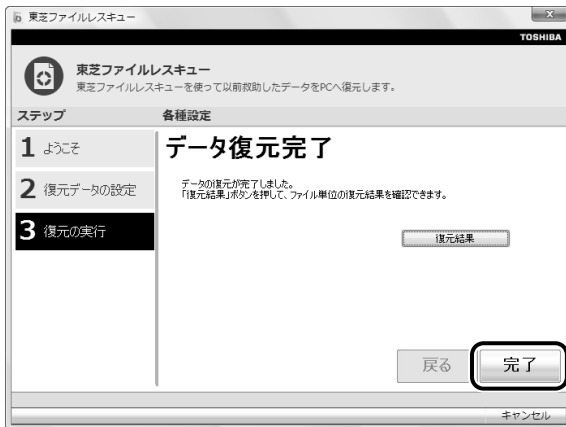 東芝ファイルレスキュー
TOSHIBA
東芝ファイルレスキュー
東芝ファイルレスキューを使って以前救助したデータをPCへ復元します。
ステップ
各種設定
1 ようこそ
2 復元データの設定
3 復元の実行
データ復元完了
データの復元が完了しました。
「復元結果」ボタンを押して、ファイル単位の復元結果を確認できます。
復元結果
戻る
完了
キャンセル